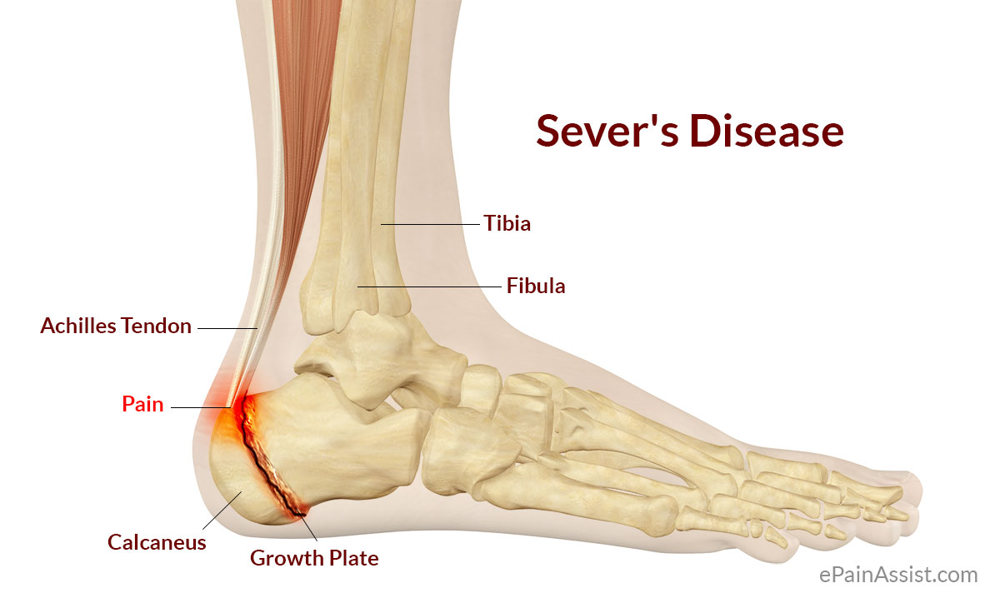 Sever's Disease
Tibia
Fibula
Achilles Tendon
Pain
Calcaneus
Growth Plate
ePainAssist.com